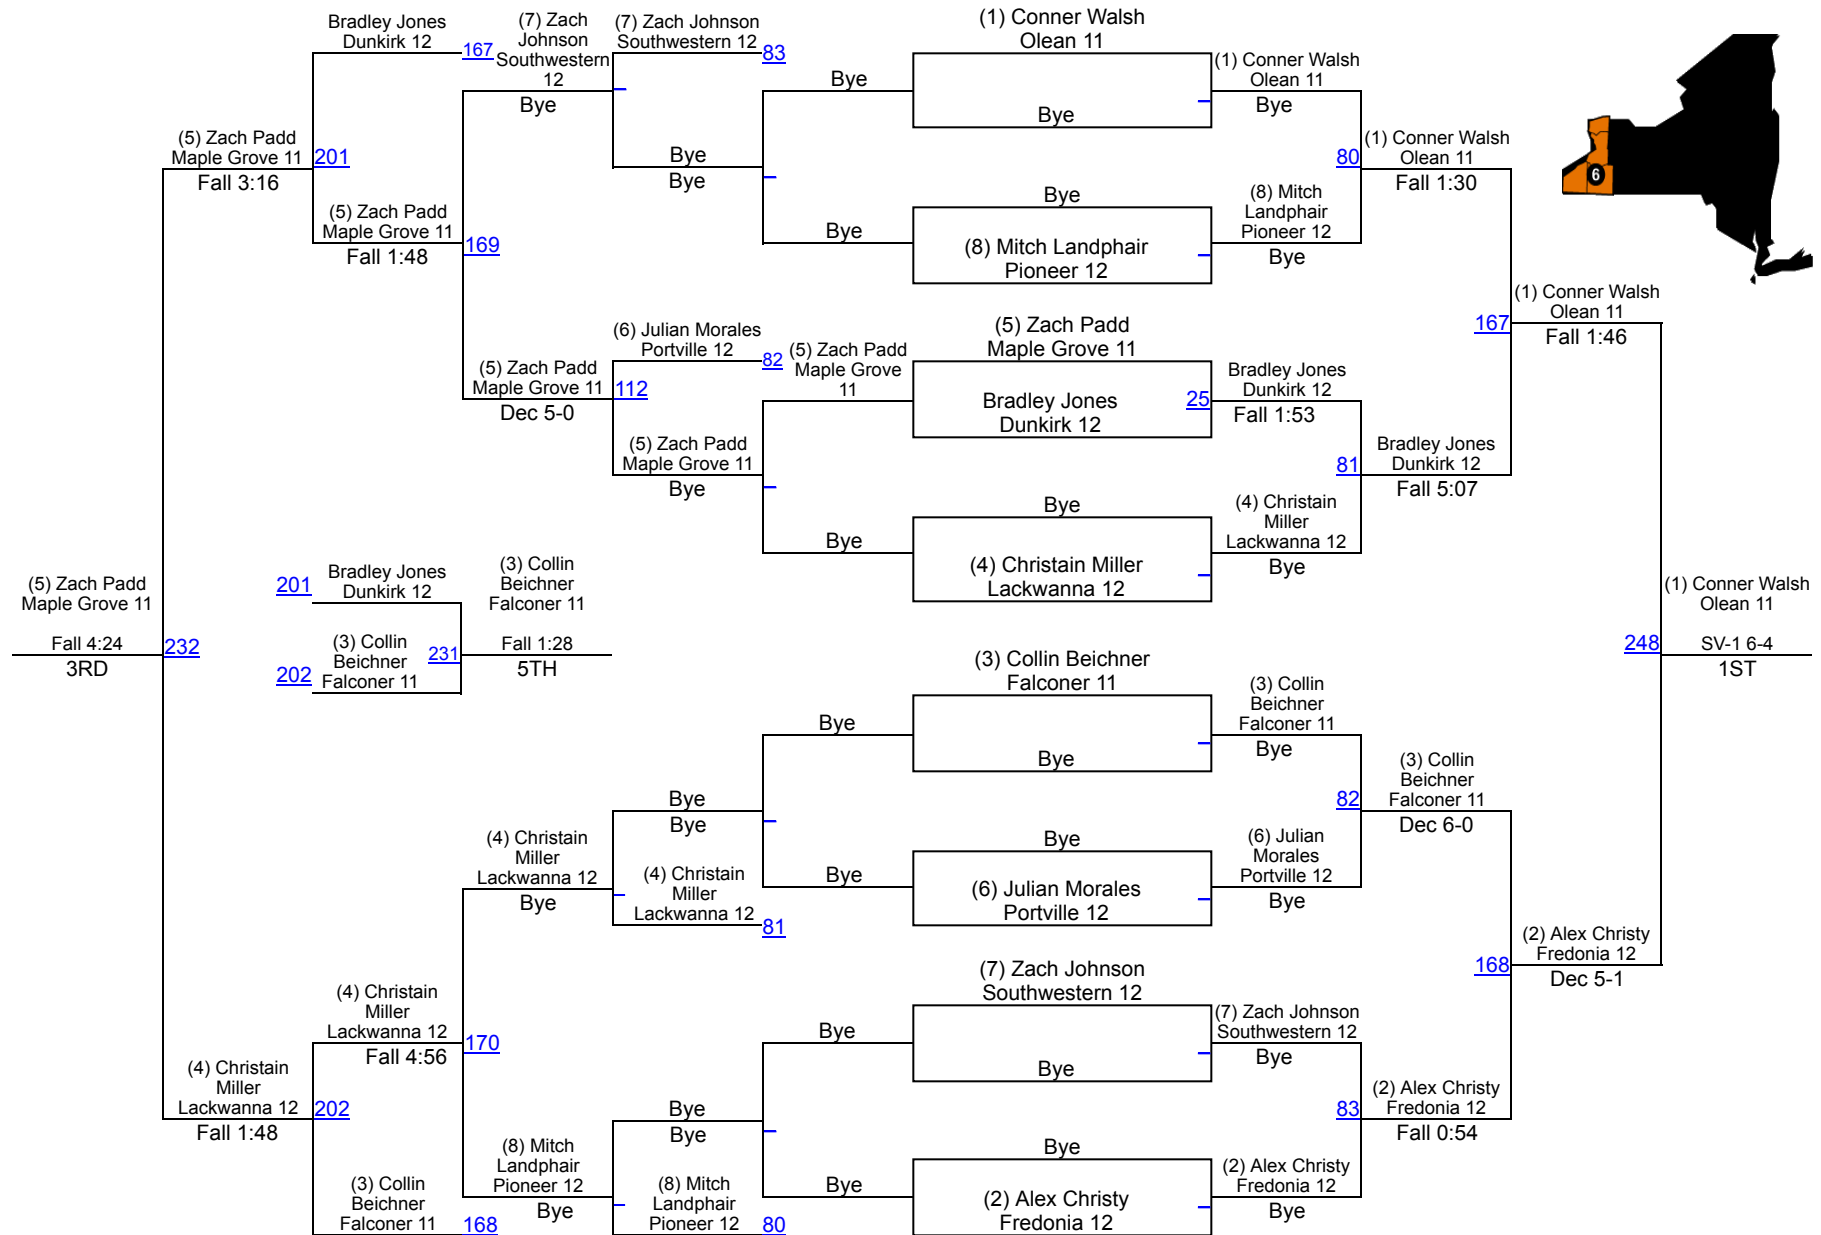 Bradley Jones
Dunkirk 12
167
(7) Zach
Johnson
Southwestern
12
Bye
(7) Zach Johnson
Southwestern 12
83
Bye
(1) Conner Walsh
Olean 11
Bye
(1) Conner Walsh
Olean 11
Bye
(5) Zach Padd
Maple Grove 11
201
Fall 3:16
Bye
Bye
80
(1) Conner Walsh
Olean 11
Fall 1:30
6
(5) Zach Padd
Maple Grove 11
Fall 1:48
169
Bye
Bye
(8) Mitch Landphair
Pioneer 12
(8) Mitch
Landphair
Pioneer 12
Bye
167
(1) Conner Walsh
Olean 11
Fall 1:46
(5) Zach Padd
Maple Grove 11
Dec 5-0
(6) Julian Morales
Portville 12
82
112
(5) Zach Padd
Maple Grove
11
(5) Zach Padd
Maple Grove 11
Bradley Jones
Dunkirk 12
25
Bradley Jones
Dunkirk 12
Fall 1:53
(5) Zach Padd
Maple Grove 11
Bye
81
Bradley Jones
Dunkirk 12
Fall 5:07
Bye
Bye
(4) Christain Miller
Lackwanna 12
(4) Christain
Miller
Lackwanna 12
Bye
(5) Zach Padd
Maple Grove 11
Fall 4:24
3RD
232
201
Bradley Jones
Dunkirk 12
202
(3) Collin
Beichner
Falconer 11
231
(3) Collin
Beichner
Falconer 11
Fall 1:28
5TH
(1) Conner Walsh
Olean 11
248
SV-1 6-4
1ST
Bye
(3) Collin Beichner
Falconer 11
Bye
(3) Collin
Beichner
Falconer 11
Bye
Bye
Bye
82
(3) Collin
Beichner
Falconer 11
Dec 6-0
(4) Christain
Miller
Lackwanna 12
Bye
(4) Christain
Miller
Lackwanna 12
81
Bye
Bye
(6) Julian Morales
Portville 12
(6) Julian
Morales
Portville 12
Bye
168
(2) Alex Christy
Fredonia 12
Dec 5-1
(4) Christain
Miller
Lackwanna 12
Fall 4:56
170
Bye
(7) Zach Johnson
Southwestern 12
Bye
(7) Zach Johnson
Southwestern 12
Bye
(4) Christain
Miller
Lackwanna 12
202
Fall 1:48
Bye
Bye
83
(2) Alex Christy
Fredonia 12
Fall 0:54
(3) Collin
Beichner
Falconer 11
168
(8) Mitch
Landphair
Pioneer 12
Bye
(8) Mitch
Landphair
Pioneer 12
80
Bye
Bye
(2) Alex Christy
Fredonia 12
(2) Alex Christy
Fredonia 12
Bye